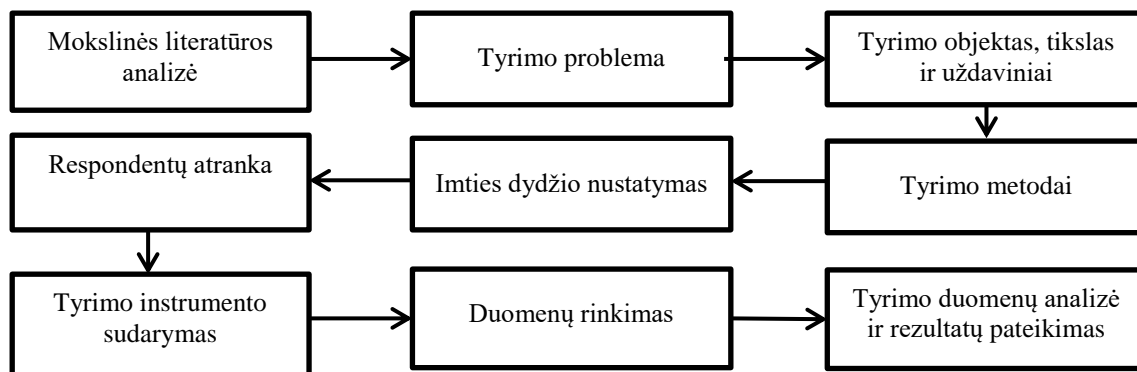 Mokslinės literatūros
analizė
Tyrimo problema
Tyrimo objektas, tikslas
ir uždaviniai
Respondentų atranka
Imties dydžio nustatymas
Tyrimo metodai
Tyrimo instrumento
sudarymas
Duomenų rinkimas
Tyrimo duomenų analizė
ir rezultatų pateikimas